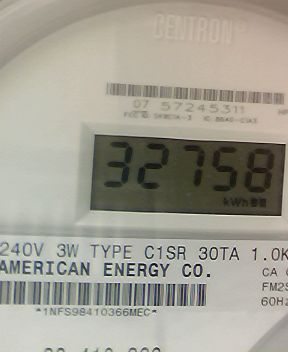 CENTRON
07 57245311
32758
kWh
240V 3W TYPE C1SR 30TA 1.0K
AMERICAN ENERGY CO. CA
FM2S
*1NFS98410366MEC* 60Hz